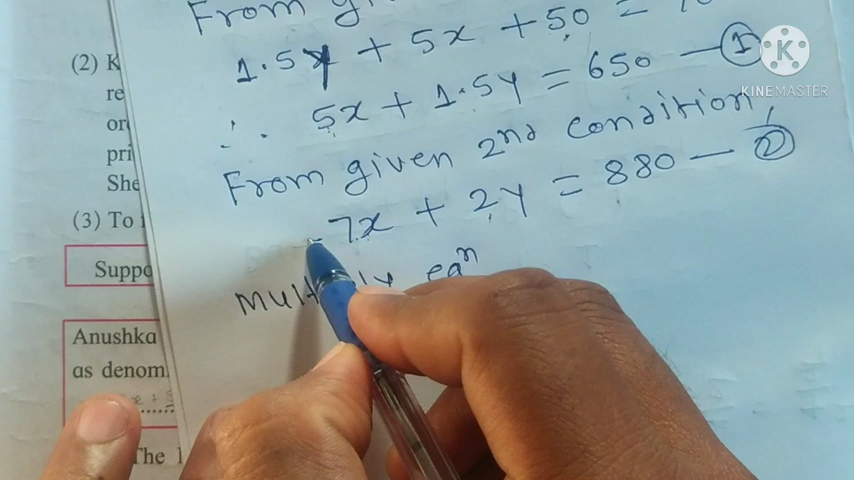 From
1.5y + 5x + 50 =
∴ 5x + 1.5y = 650 — ①
From given 2nd condition,
7x + 2y = 880 — ②
Multiply eqn
KINEMASTER
(2) K
re
pri
She
(3) To
Suppo
Anushka
as denom
The